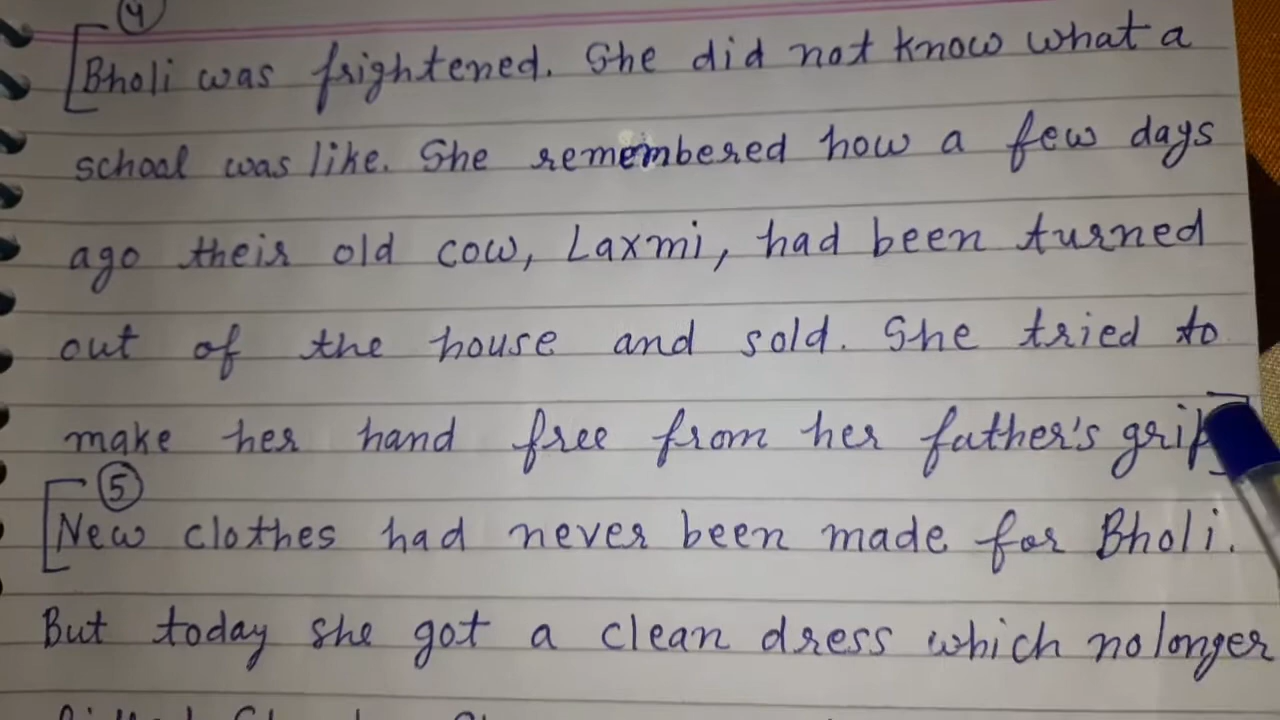 ④
Bholi was frightened. She did not know what a
school was like. She remembered how a few days
ago their old cow, Laxmi, had been turned
out of the house and sold. She tried to
make her hand free from her father's grip
⑤
New clothes had never been made for Bholi.
But today she got a clean dress which no longer